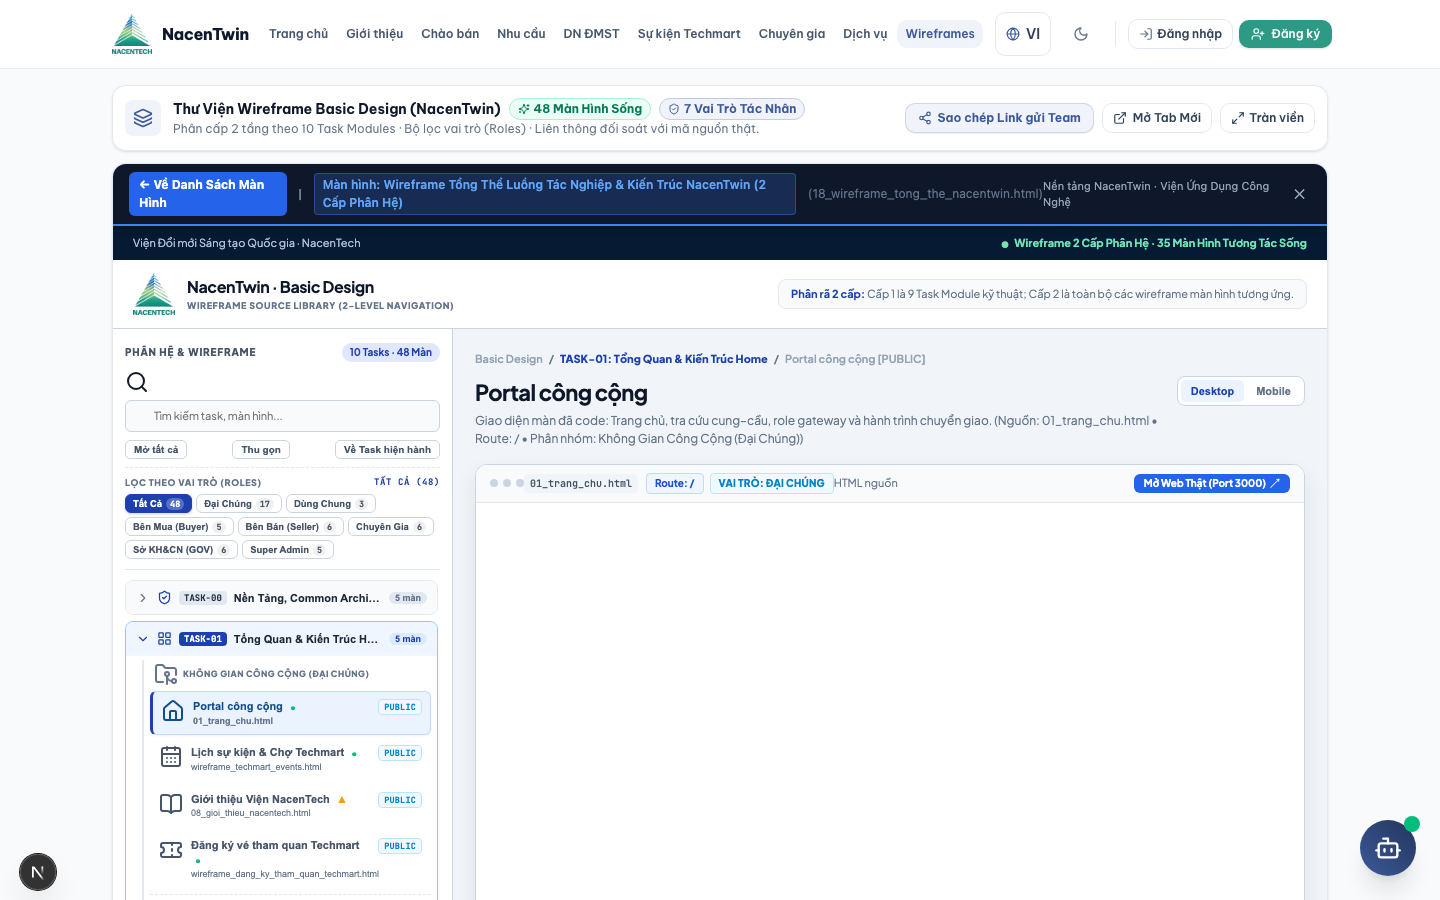 NACENTECH
NacenTwin
Trang chủ
Giới thiệu
Chào bán
Nhu cầu
DN ĐMST
Sự kiện Techmart
Chuyên gia
Dịch vụ
Wireframes
VI
Đăng nhập
Đăng ký
Thư Viện Wireframe Basic Design (NacenTwin)
48 Màn Hình Sống
7 Vai Trò Tác Nhân
Phân cấp 2 tầng theo 10 Task Modules · Bộ lọc vai trò (Roles) · Liên thông đối soát với mã nguồn thật.
Sao chép Link gửi Team
Mở Tab Mới
Tràn viền
← Về Danh Sách Màn
Hình
|
Màn hình: Wireframe Tổng Thể Luồng Tác Nghiệp & Kiến Trúc NacenTwin (2
Cấp Phân Hệ)
(18_wireframe_tong_the_nacentwin.html)
Nền tảng NacenTwin · Viện Ứng Dụng Công
Nghệ
Viện Đổi mới Sáng tạo Quốc gia · NacenTech
Wireframe 2 Cấp Phân Hệ · 35 Màn Hình Tương Tác Sống
NACENTECH
NacenTwin · Basic Design
WIREFRAME SOURCE LIBRARY (2-LEVEL NAVIGATION)
Phân rã 2 cấp: Cấp 1 là 9 Task Module kỹ thuật; Cấp 2 là toàn bộ các wireframe màn hình tương ứng.
PHÂN HỆ & WIREFRAME
10 Tasks · 48 Màn
Tìm kiếm task, màn hình...
Mở tất cả
Thu gọn
Về Task hiện hành
LỌC THEO VAI TRÒ (ROLES)
TẤT CẢ (48)
Tất Cả 48
Đại Chúng 17
Dùng Chung 3
Bên Mua (Buyer) 5
Bên Bán (Seller) 6
Chuyên Gia 6
Sở KH&CN (GOV) 6
Super Admin 5
TASK-00 Nền Tảng, Common Archi... 5 màn
TASK-01 Tổng Quan & Kiến Trúc H... 5 màn
KHÔNG GIAN CÔNG CỘNG (ĐẠI CHÚNG)
Portal công cộng
PUBLIC
01_trang_chu.html
Lịch sự kiện & Chợ Techmart
PUBLIC
wireframe_techmart_events.html
Giới thiệu Viện NacenTech
PUBLIC
08_gioi_thieu_nacentech.html
Đăng ký vé tham quan Techmart
PUBLIC
wireframe_dang_ky_tham_quan_techmart.html
Basic Design / TASK-01: Tổng Quan & Kiến Trúc Home / Portal công cộng [PUBLIC]
Portal công cộng
Desktop
Mobile
Giao diện màn đã code: Trang chủ, tra cứu cung-cầu, role gateway và hành trình chuyển giao. (Nguồn: 01_trang_chu.html •
Route: / • Phân nhóm: Không Gian Công Cộng (Đại Chúng))
01_trang_chu.html
Route: /
VAI TRÒ: ĐẠI CHÚNG
HTML nguồn
Mở Web Thật (Port 3000) ↗
N